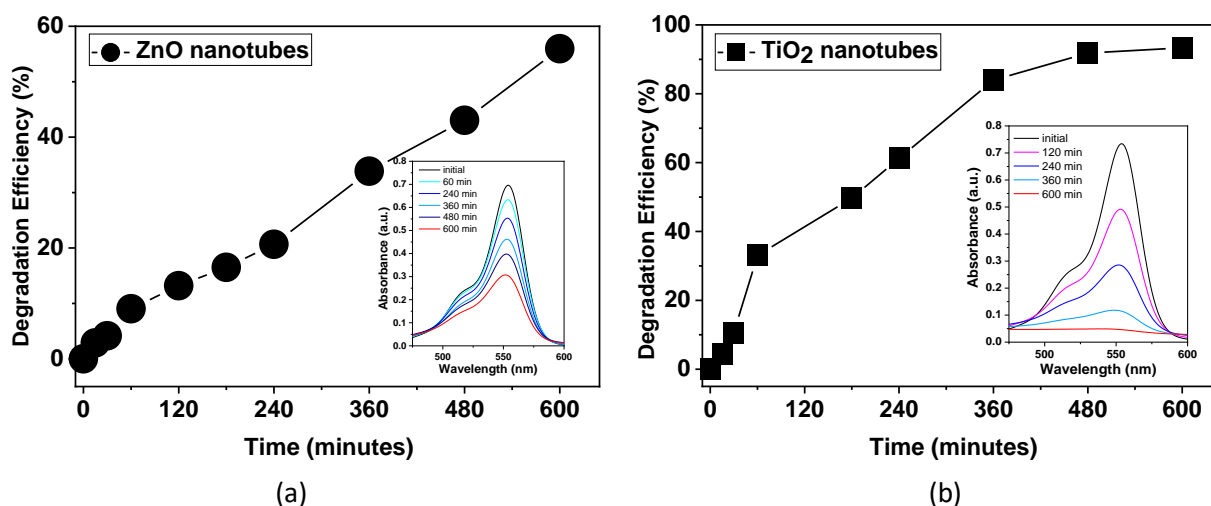 ZnO nanotubes
Degradation Efficiency (%)
60
40
20
0
0 120 240 360 480 600
Time (minutes)
initial
60 min
240 min
360 min
480 min
600 min
Absorbance (a.u.)
0.8
0.7
0.6
0.5
0.4
0.3
0.2
0.1
0.0
500 550 600
Wavelength (nm)
(a)
TiO2 nanotubes
Degradation Efficiency (%)
100
80
60
40
20
0
0 120 240 360 480 600
Time (minutes)
initial
120 min
240 min
360 min
600 min
Absorbance (a.u.)
0.8
0.7
0.6
0.5
0.4
0.3
0.2
0.1
0.0
500 550 600
Wavelength (nm)
(b)